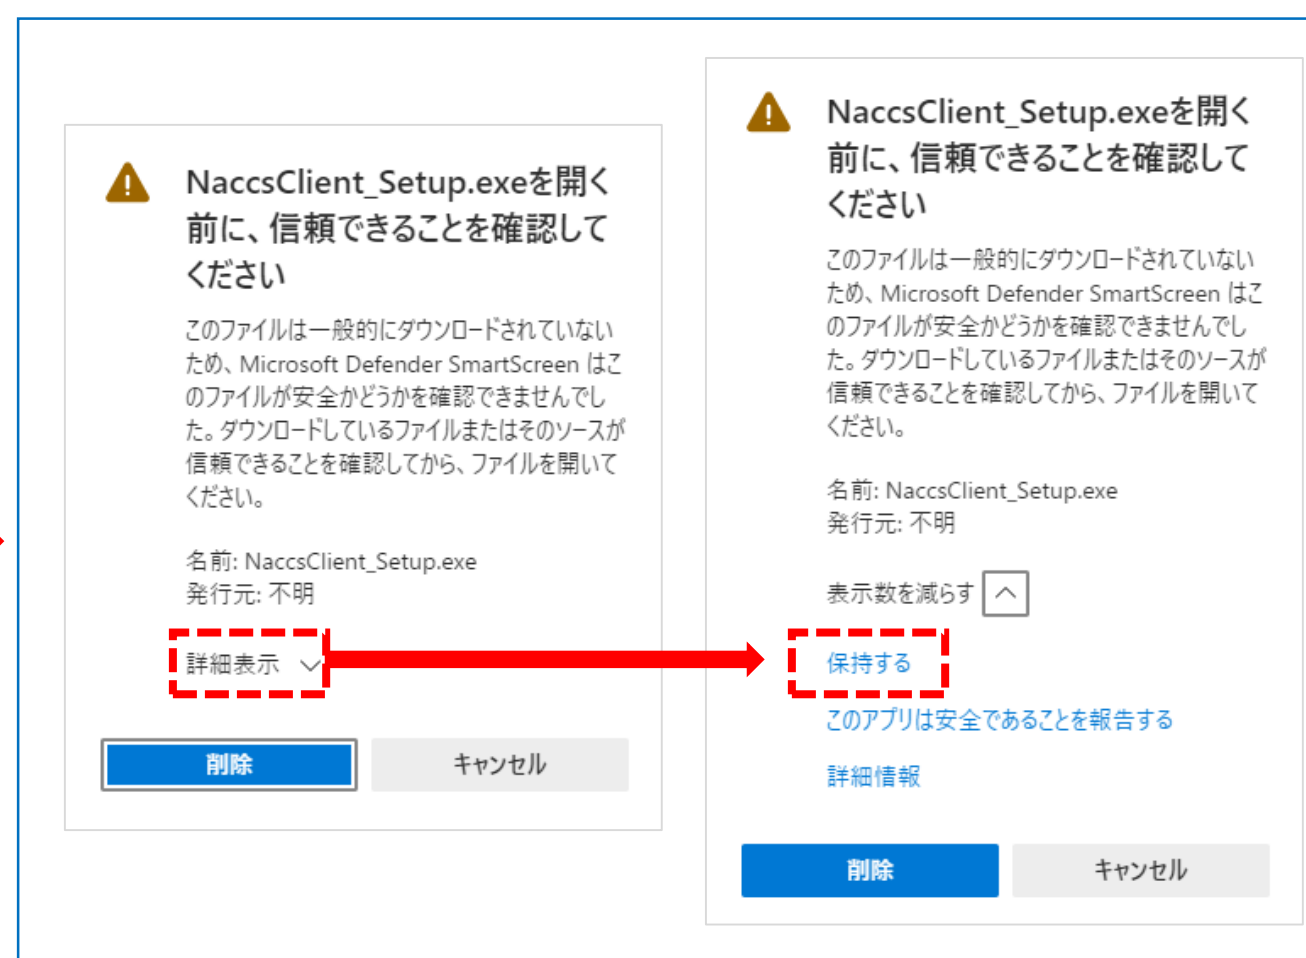 NaccsClient_Setup.exeを開く
前に、信頼できることを確認して
ください
このファイルは一般的にダウンロードされていない
ため、Microsoft Defender SmartScreen はこ
のファイルが安全かどうかを確認できませんでし
た。ダウンロードしているファイルまたはそのソースが
信頼できることを確認してから、ファイルを開いて
ください。
名前: NaccsClient_Setup.exe
発行元: 不明
詳細表示
削除
キャンセル
NaccsClient_Setup.exeを開く
前に、信頼できることを確認して
ください
このファイルは一般的にダウンロードされていない
ため、Microsoft Defender SmartScreen はこ
のファイルが安全かどうかを確認できませんでし
た。ダウンロードしているファイルまたはそのソースが
信頼できることを確認してから、ファイルを開いて
ください。
名前: NaccsClient_Setup.exe
発行元: 不明
表示数を減らす
保持する
このアプリは安全であることを報告する
詳細情報
削除
キャンセル